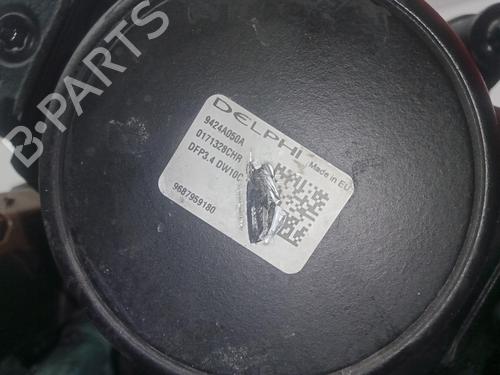 DELPHI
Made in EU
9424A050A
0171328CHR
DFP3.4 DW10C
9687959180
B-PARTS